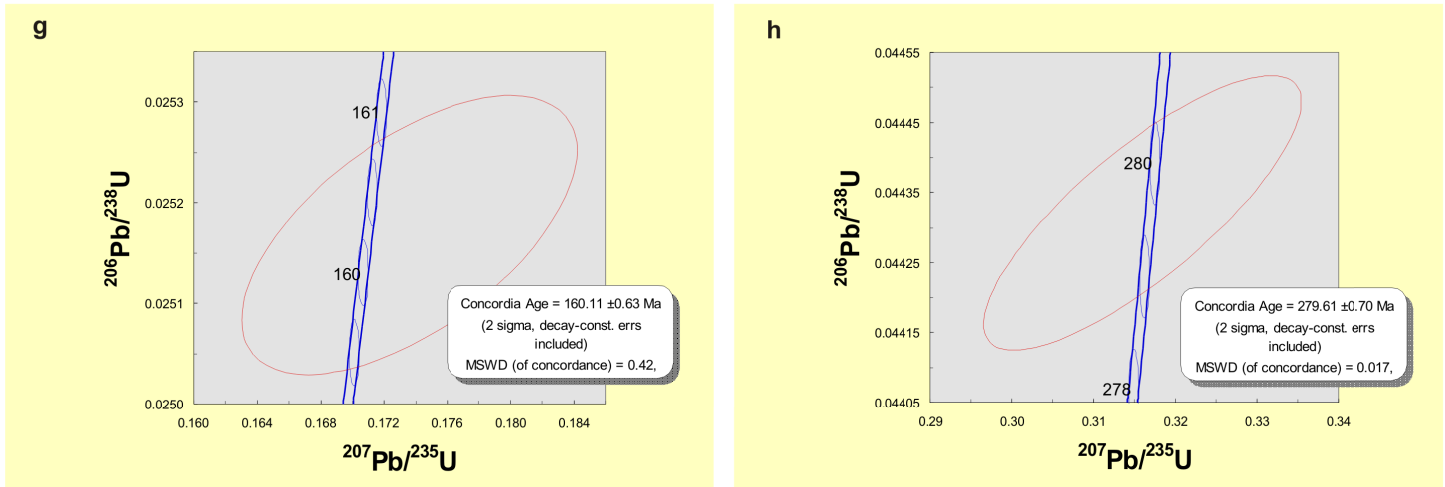 g
0.0253
0.0252
0.0251
0.0250
206Pb/238U
161
160
Concordia Age = 160.11 ±0.63 Ma
(2 sigma, decay-const. errs
included)
MSWD (of concordance) = 0.42,
0.160 0.164 0.168 0.172 0.176 0.180 0.184
207Pb/235U
h
0.04455
0.04445
0.04435
0.04425
0.04415
0.04405
206Pb/238U
280
278
Concordia Age = 279.61 ±0.70 Ma
(2 sigma, decay-const. errs
included)
MSWD (of concordance) = 0.017,
0.29 0.30 0.31 0.32 0.33 0.34
207Pb/235U